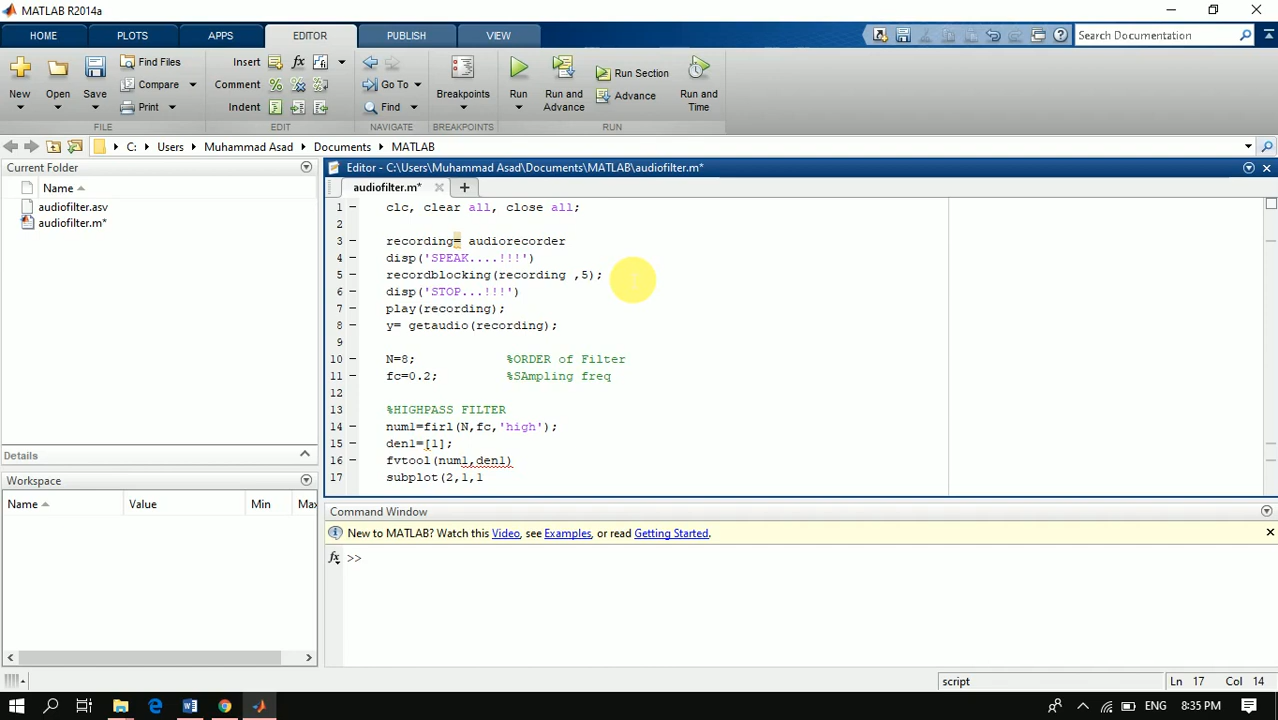 MATLAB R2014a
HOME PLOTS APPS EDITOR PUBLISH VIEW Search Documentation
New Open Save Find Files Compare Print
Insert fx Comment % Indent
Go To Find Breakpoints
Run Run and Advance Run Section Advance Run and Time
FILE EDIT NAVIGATE BREAKPOINTS RUN
C: Users Muhammad Asad Documents MATLAB
Current Folder
Name
audiofilter.asv
audiofilter.m*
Details
Workspace
Name Value Min Max
Editor - C:\Users\Muhammad Asad\Documents\MATLAB\audiofilter.m*
audiofilter.m*
1 clc, clear all, close all;
2
3 recording= audiorecorder
4 disp('SPEAK....!!!')
5 recordblocking(recording ,5);
6 disp('STOP...!!!')
7 play(recording);
8 y= getaudio(recording);
9
10 N=8; %ORDER of Filter
11 fc=0.2; %SAmpling freq
12
13 %HIGHPASS FILTER
14 num1=fir1(N,fc,'high');
15 den1=[1];
16 fvtool(num1,den1)
17 subplot(2,1,1
Command Window
New to MATLAB? Watch this Video, see Examples, or read Getting Started.
fx >>
script Ln 17 Col 14
ENG 8:35 PM